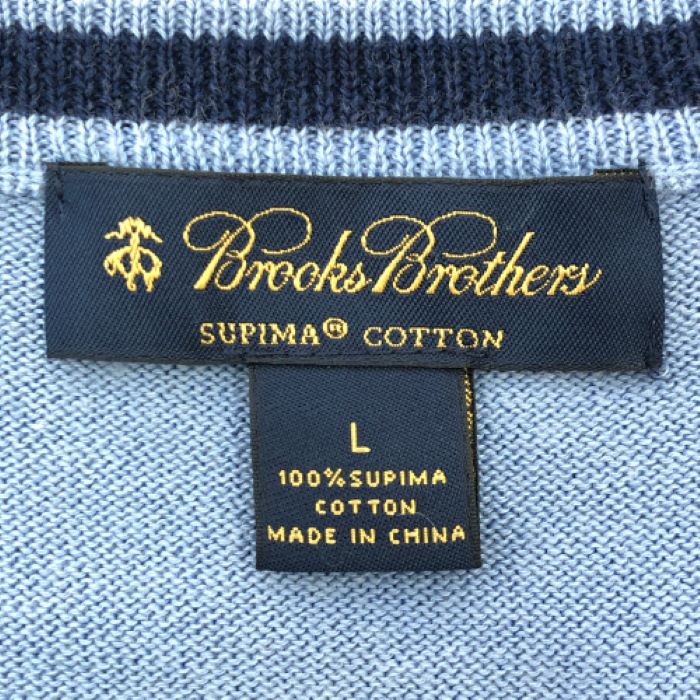 Brooks Brothers
SUPIMA® COTTON
L
100% SUPIMA
COTTON
MADE IN CHINA